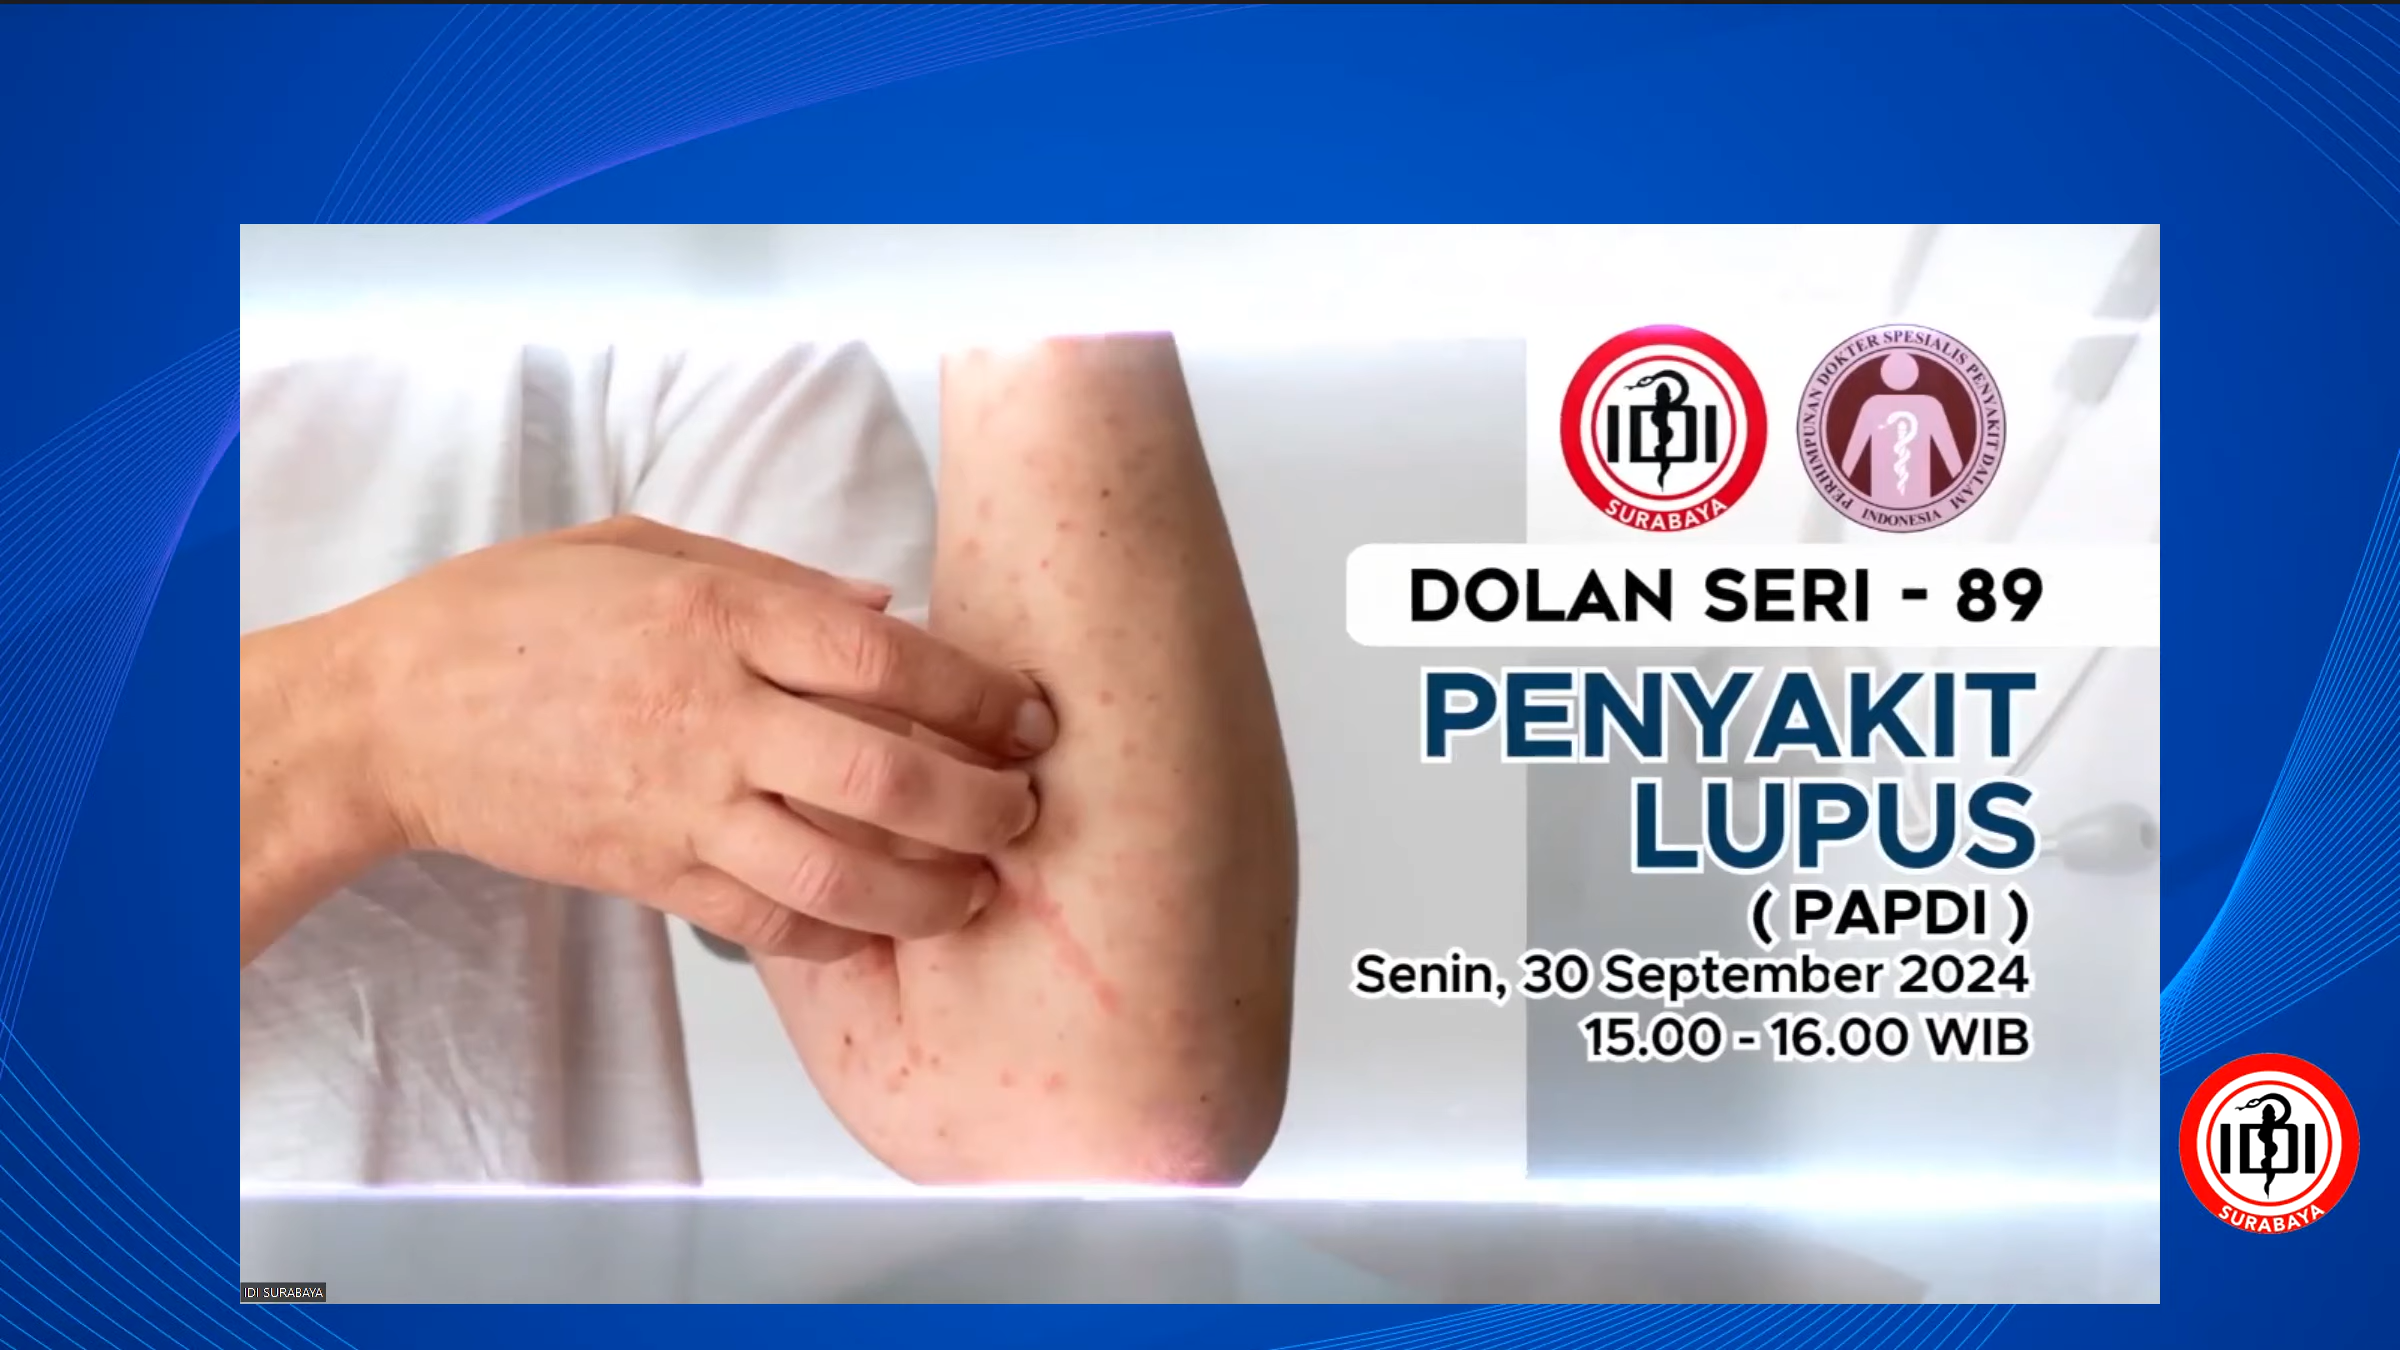 IDI
SURABAYA
PERHIMPUNAN DOKTER SPESIALIS PENYAKIT DALAM
INDONESIA
DOLAN SERI - 89
PENYAKIT
LUPUS
( PAPDI )
Senin, 30 September 2024
15.00 - 16.00 WIB
IDI
SURABAYA
IDI SURABAYA